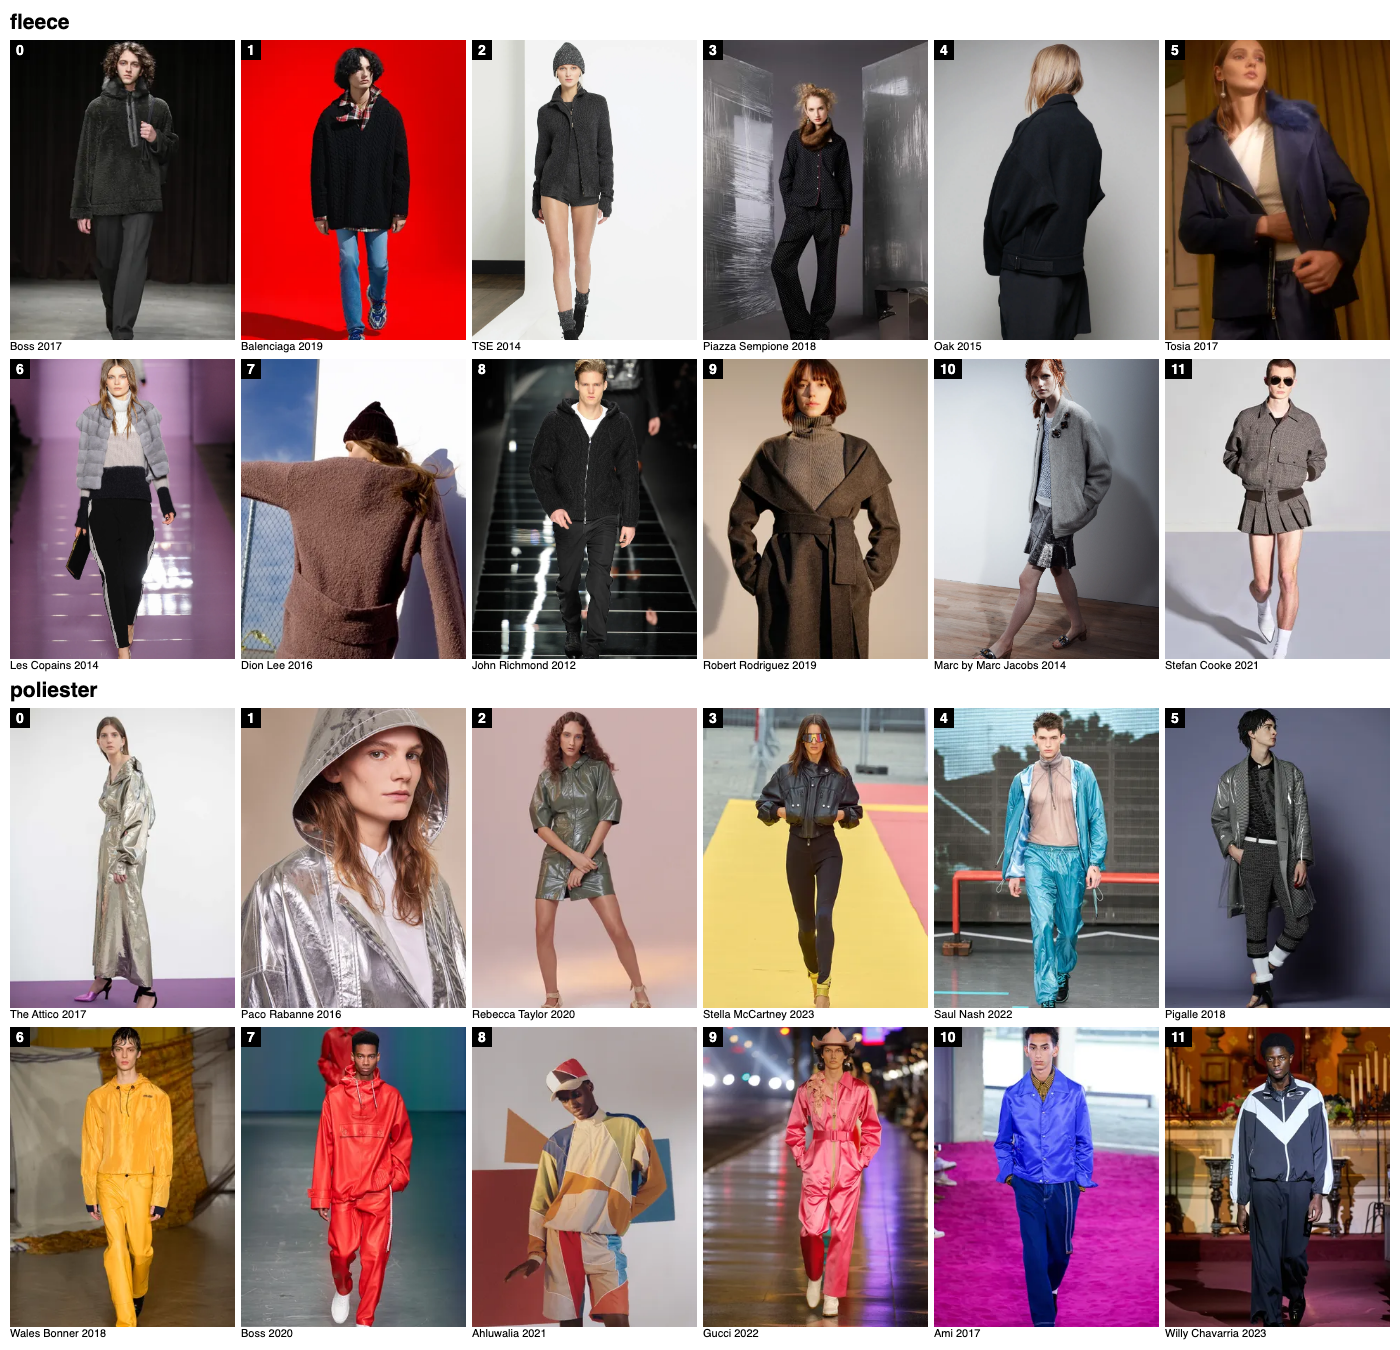 fleece
0
1
2
3
4
5
Boss 2017
Balenciaga 2019
TSE 2014
Piazza Sempione 2018
Oak 2015
Tosia 2017
6
7
8
9
10
11
Les Copains 2014
Dion Lee 2016
John Richmond 2012
Robert Rodriguez 2019
Marc by Marc Jacobs 2014
Stefan Cooke 2021
poliester
0
1
2
3
4
5
The Attico 2017
Paco Rabanne 2016
Rebecca Taylor 2020
Stella McCartney 2023
Saul Nash 2022
Pigalle 2018
6
7
8
9
10
11
Wales Bonner 2018
Boss 2020
Ahluwalia 2021
Gucci 2022
Ami 2017
Willy Chavarria 2023